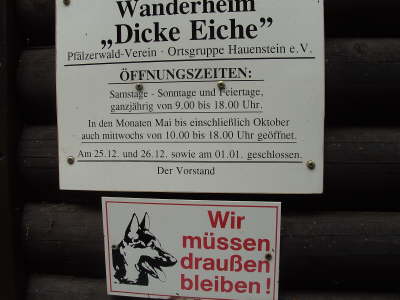 Wanderheim
„Dicke Eiche”
Pfälzerwald-Verein · Ortsgruppe Hauenstein e.V.
ÖFFNUNGSZEITEN:
Samstage - Sonntage und Feiertage,
ganzjährig von 9.00 bis 18.00 Uhr.
In den Monaten Mai bis einschließlich Oktober
auch mittwochs von 10.00 bis 18.00 Uhr geöffnet.
Am 25.12. und 26.12. sowie am 01.01. geschlossen.
Der Vorstand
Wir
müssen
draußen
bleiben!